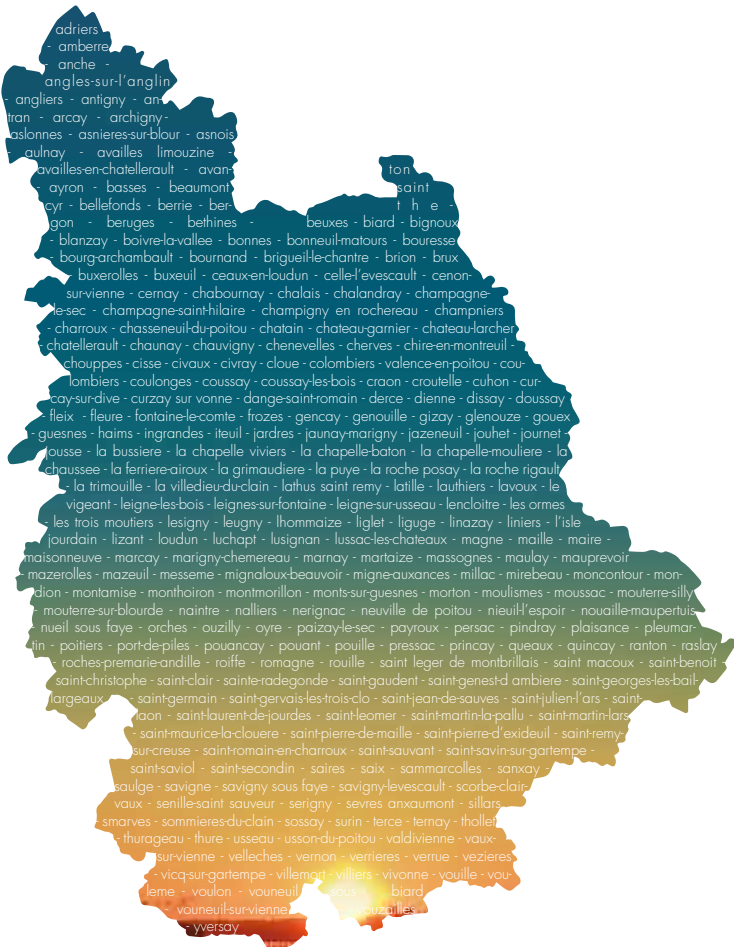 adriers
- amberre
- anche -
angles-sur-l'anglin
- angliers - antigny - an-
tran - arcay - archigny -
aslonnes - asnieres-sur-blour - asnois
- aulnay - availles limouzine -
availles-en-chatellerault - avan- ton
- ayron - basses - beaumont saint
cyr - bellefonds - berrie - ber- t h e -
gon - beruges - bethines - beuxes - biard - bignoux
- blanzay - boivre-la-vallee - bonnes - bonneuil-matours - bouresse
- bourg-archambault - bournand - brigueil-le-chantre - brion - brux
buxerolles - buxeuil - ceaux-en-loudun - celle-l'evescault - cenon-
sur-vienne - cernay - chabournay - chalais - chalandray - champagne-
le-sec - champagne-saint-hilaire - champigny en rochereau - champniers
- charroux - chasseneuil-du-poitou - chatain - chateau-garnier - chateau-larcher
- chatellerault - chaunay - chauvigny - chenevelles - cherves - chire-en-montreuil -
chouppes - cisse - civaux - civray - cloue - colombiers - valence-en-poitou - cou-
lombiers - coulonges - coussay - coussay-les-bois - craon - croutelle - cuhon - cur-
cay-sur-dive - curzay sur vonne - dange-saint-romain - derce - dienne - dissay - doussay
- fleix - fleure - fontaine-le-comte - frozes - gencay - genouille - gizay - glenouze - gouex
- guesnes - haims - ingrandes - iteuil - jardres - jaunay-marigny - jazeneuil - jouhet - journet -
jousse - la bussiere - la chapelle viviers - la chapelle-baton - la chapelle-mouliere - la
chaussee - la ferriere-airoux - la grimaudiere - la puye - la roche posay - la roche rigault
- la trimouille - la villedieu-du-clain - lathus saint remy - latille - lauthiers - lavoux - le
vigeant - leigne-les-bois - leignes-sur-fontaine - leigne-sur-usseau - lencloitre - les ormes
- les trois moutiers - lesigny - leugny - lhommaize - liglet - liguge - linazay - liniers - l'isle
jourdain - lizant - loudun - luchapt - lusignan - lussac-les-chateaux - magne - maille - maire -
maisonneuve - marcay - marigny-chemereau - marnay - martaize - massognes - maulay - mauprevoir
- mazerolles - mazeuil - messeme - mignaloux-beauvoir - migne-auxances - millac - mirebeau - moncontour - mon-
dion - montamise - monthoiron - montmorillon - monts-sur-guesnes - morton - moulismes - moussac - mouterre-silly
- mouterre-sur-blourde - naintre - nalliers - nerignac - neuville de poitou - nieuil-l'espoir - nouaille-maupertuis
- nueil sous faye - orches - ouzilly - oyre - paizay-le-sec - payroux - persac - pindray - plaisance - pleumar-
tin - poitiers - port-de-piles - pouancay - pouant - pouille - pressac - princay - queaux - quincay - ranton - raslay
- roches-premarie-andille - roiffe - romagne - rouille - saint leger de montbrillais - saint macoux - saint-benoit -
saint-christophe - saint-clair - sainte-radegonde - saint-gaudent - saint-genest-d ambiere - saint-georges-les-bail-
largeaux - saint-germain - saint-gervais-les-trois-clo - saint-jean-de-sauves - saint-julien-l'ars - saint-
laon - saint-laurent-de-jourdes - saint-leomer - saint-martin-la-pallu - saint-martin-lars
- saint-maurice-la-clouere - saint-pierre-de-maille - saint-pierre-d'exideuil - saint-remy-
sur-creuse - saint-romain-en-charroux - saint-sauvant - saint-savin-sur-gartempe -
saint-saviol - saint-secondin - saires - saix - sammarcolles - sanxay -
saulge - savigne - savigny sous faye - savigny-levescault - scorbe-clair-
vaux - senille-saint sauveur - serigny - sevres anxaumont - sillars
- smarves - sommieres-du-clain - sossay - surin - terce - ternay - thollet
- thurageau - thure - usseau - usson-du-poitou - valdivienne - vaux-
sur-vienne - velleches - vernon - verrieres - verrue - vezieres
- vicq-sur-gartempe - villemort - villiers - vivonne - vouille - vou-
leme - voulon - vouneuil sous - biard
- vouneuil-sur-vienne - vouzailles
- yversay